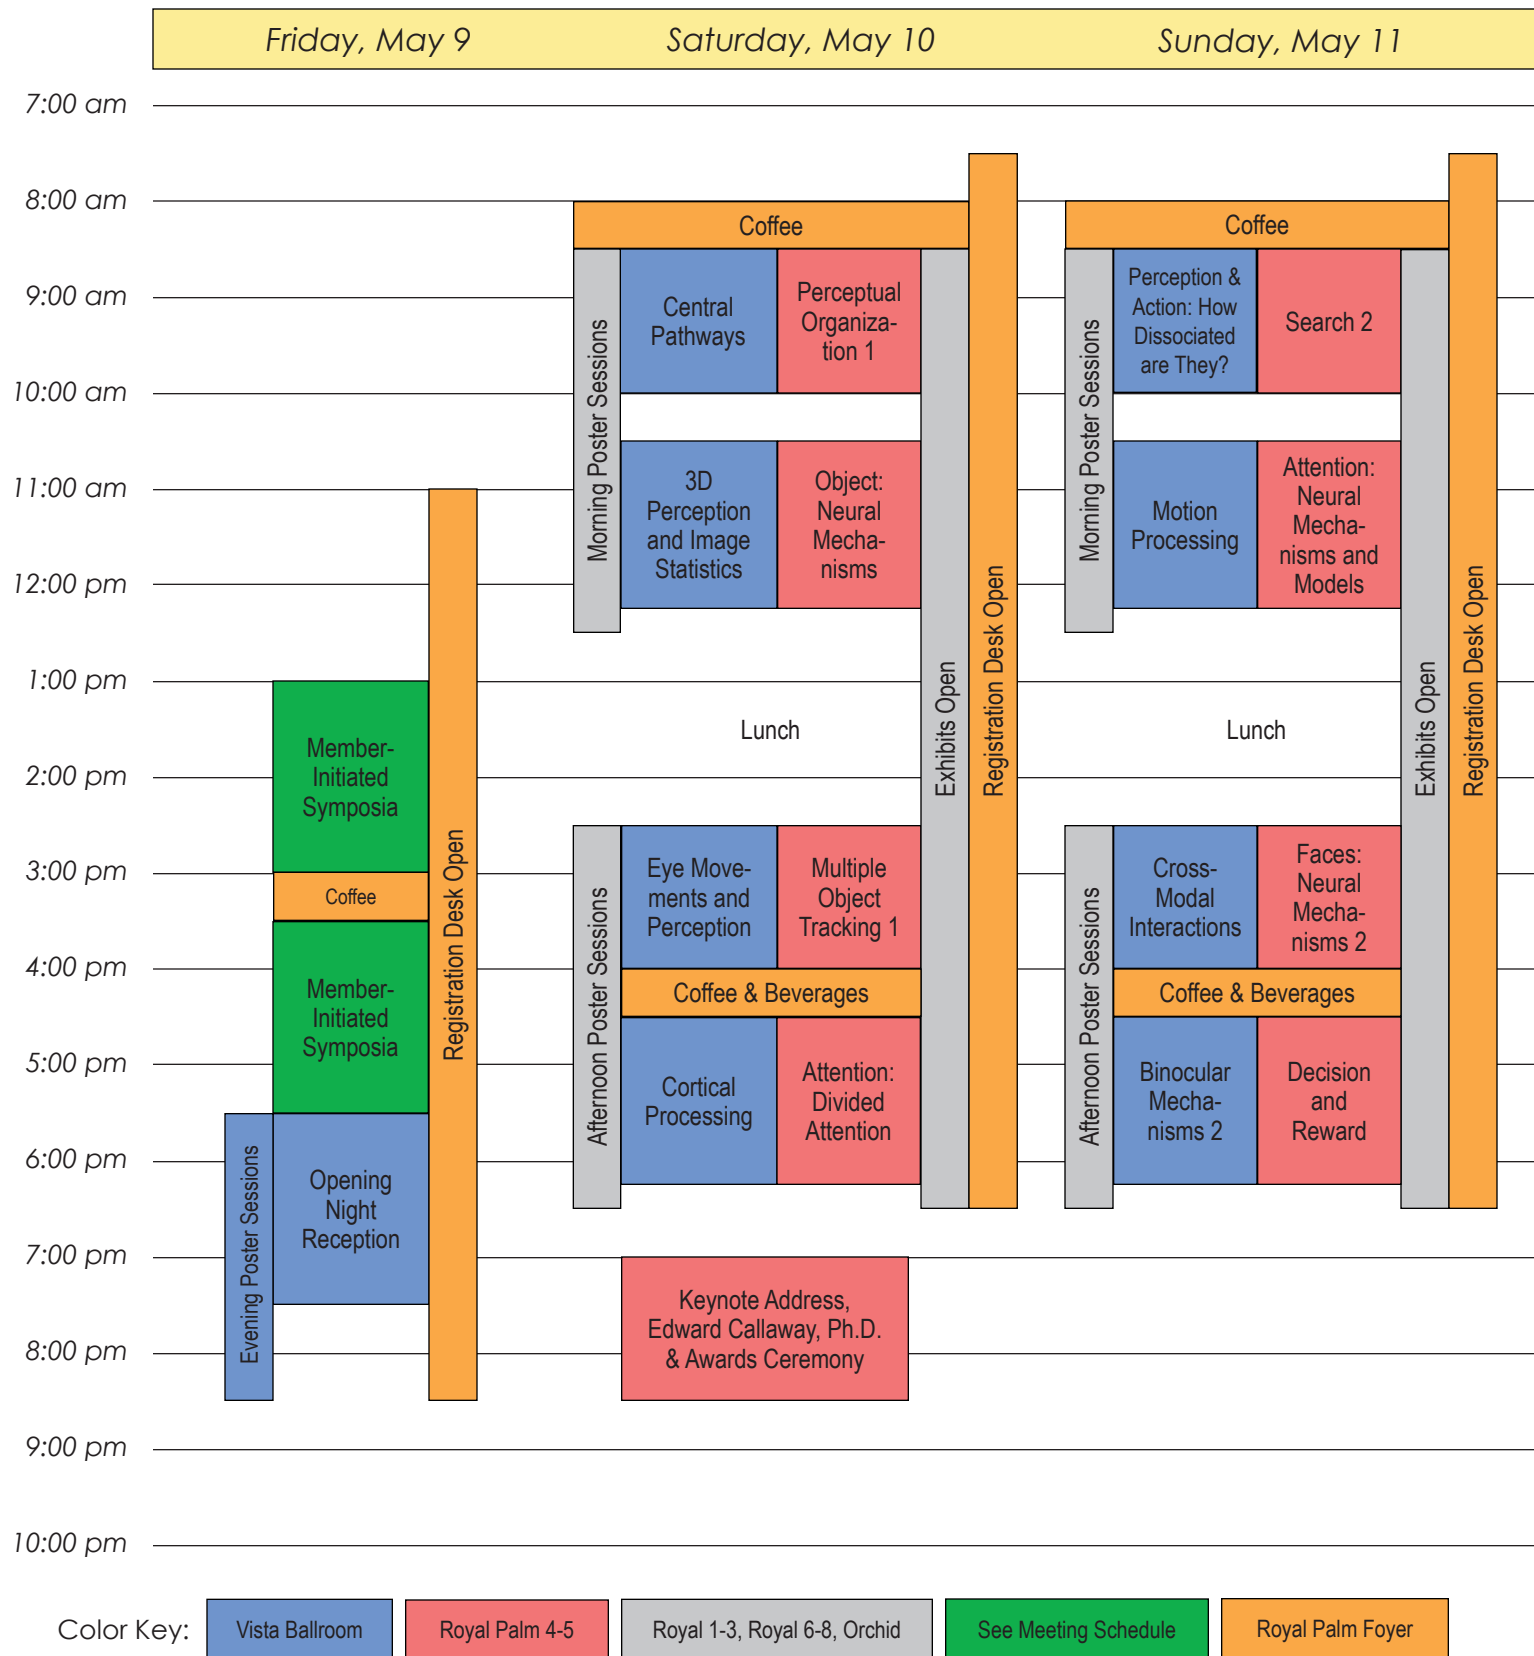 Friday, May 9
Saturday, May 10
Sunday, May 11
7:00 am
8:00 am
9:00 am
10:00 am
11:00 am
12:00 pm
1:00 pm
2:00 pm
3:00 pm
4:00 pm
5:00 pm
6:00 pm
7:00 pm
8:00 pm
9:00 pm
10:00 pm
Member-
Initiated
Symposia
Coffee
Member-
Initiated
Symposia
Evening Poster Sessions
Opening
Night
Reception
Registration Desk Open
Coffee
Morning Poster Sessions
Central
Pathways
Perceptual
Organiza-
tion 1
3D
Perception
and Image
Statistics
Object:
Neural
Mecha-
nisms
Lunch
Afternoon Poster Sessions
Eye Move-
ments and
Perception
Multiple
Object
Tracking 1
Coffee & Beverages
Cortical
Processing
Attention:
Divided
Attention
Exhibits Open
Registration Desk Open
Keynote Address,
Edward Callaway, Ph.D.
& Awards Ceremony
Coffee
Morning Poster Sessions
Perception &
Action: How
Dissociated
are They?
Search 2
Motion
Processing
Attention:
Neural
Mecha-
nisms and
Models
Lunch
Afternoon Poster Sessions
Cross-
Modal
Interactions
Faces:
Neural
Mecha-
nisms 2
Coffee & Beverages
Binocular
Mecha-
nisms 2
Decision
and
Reward
Exhibits Open
Registration Desk Open
Color Key:
Vista Ballroom
Royal Palm 4-5
Royal 1-3, Royal 6-8, Orchid
See Meeting Schedule
Royal Palm Foyer